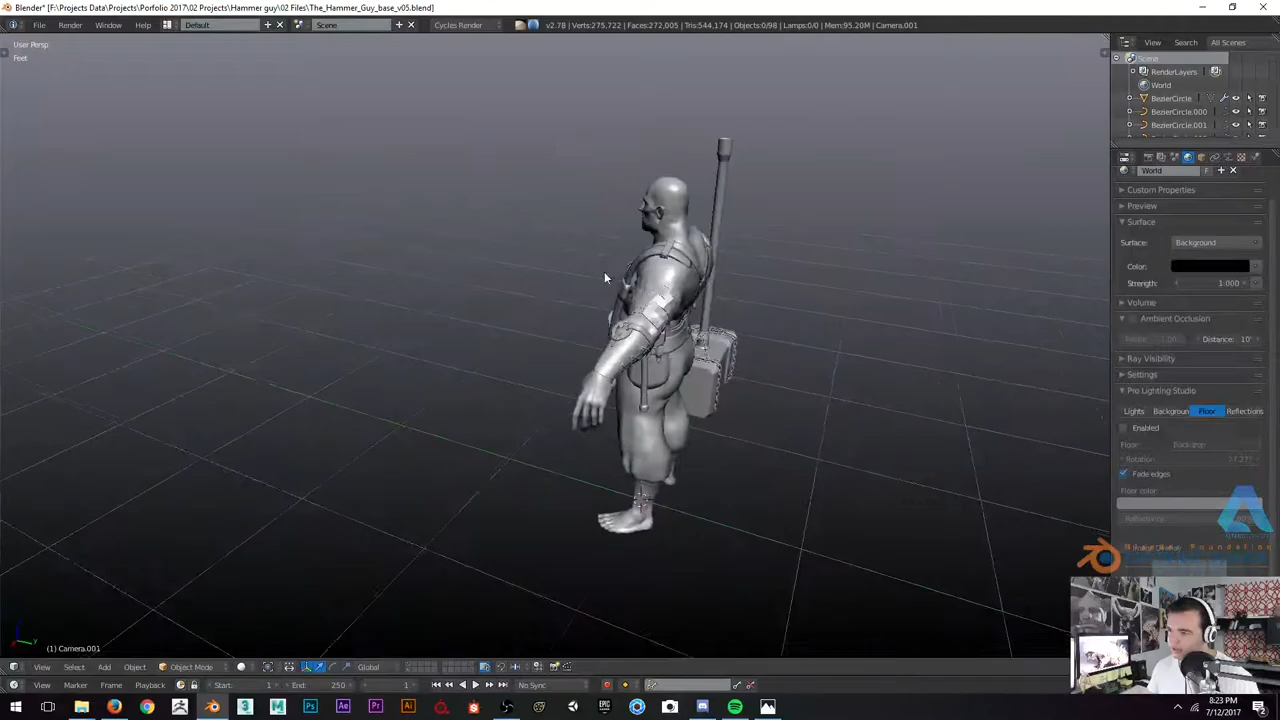 Blender* [F:\Projects Data\Projects\Porfolio 2017\02 Projects\Hammer guy\02 Files\The_Hammer_Guy_base_v05.blend]
File Render Window Help Default Scene Cycles Render v2.78 | Verts:275,722 | Faces:272,005 | Tris:544,174 | Objects:0/98 | Lamps:0/0 | Mem:95.20M | Camera.001
User Persp
Feet
View Search All Scenes
Scene
RenderLayers
World
BezierCircle
BezierCircle.000
BezierCircle.001
World F
Custom Properties
Preview
Surface
Surface: Background
Color:
Strength: 1.000
Volume
Ambient Occlusion
Distance: 10'
Ray Visibility
Settings
Pro Lighting Studio
Lights Backgroun Floor Reflections
Enabled
Floor: Backdrop
Rotation:
Fade edges
Floor color:
(1) Camera.001
View Select Add Object Object Mode Global
View Marker Frame Playback Start: 1 End: 250 1 No Sync
8:23 PM
7/12/2017